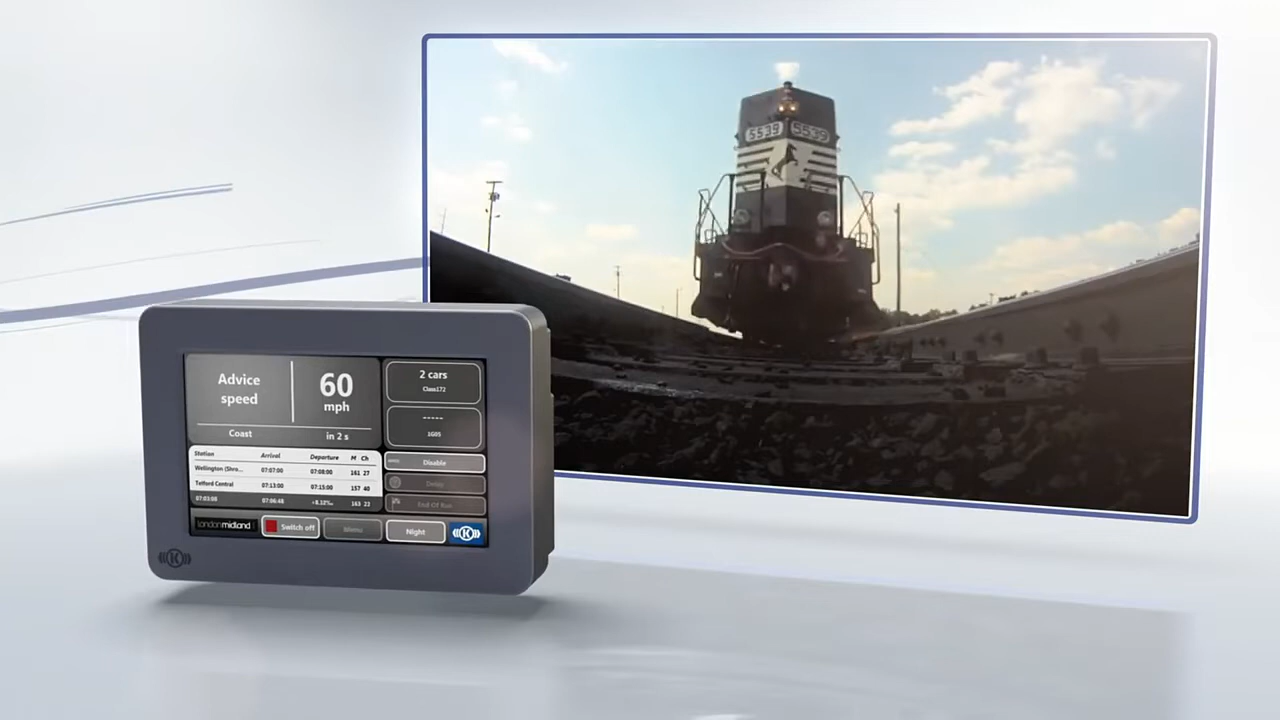 5539 5539
Advice speed
60 mph
Coast in 2 s
2 cars
Class172
-----
1G05
Station Arrival Departure M Ch
Wellington (Shro... 07:07:00 07:08:00 161 27
Telford Central 07:13:00 07:15:00 157 40
07:03:08 07:06:48 163 22
Disable
Delay
End Of Run
londonmidland
Switch off
Menu
Night
K
K